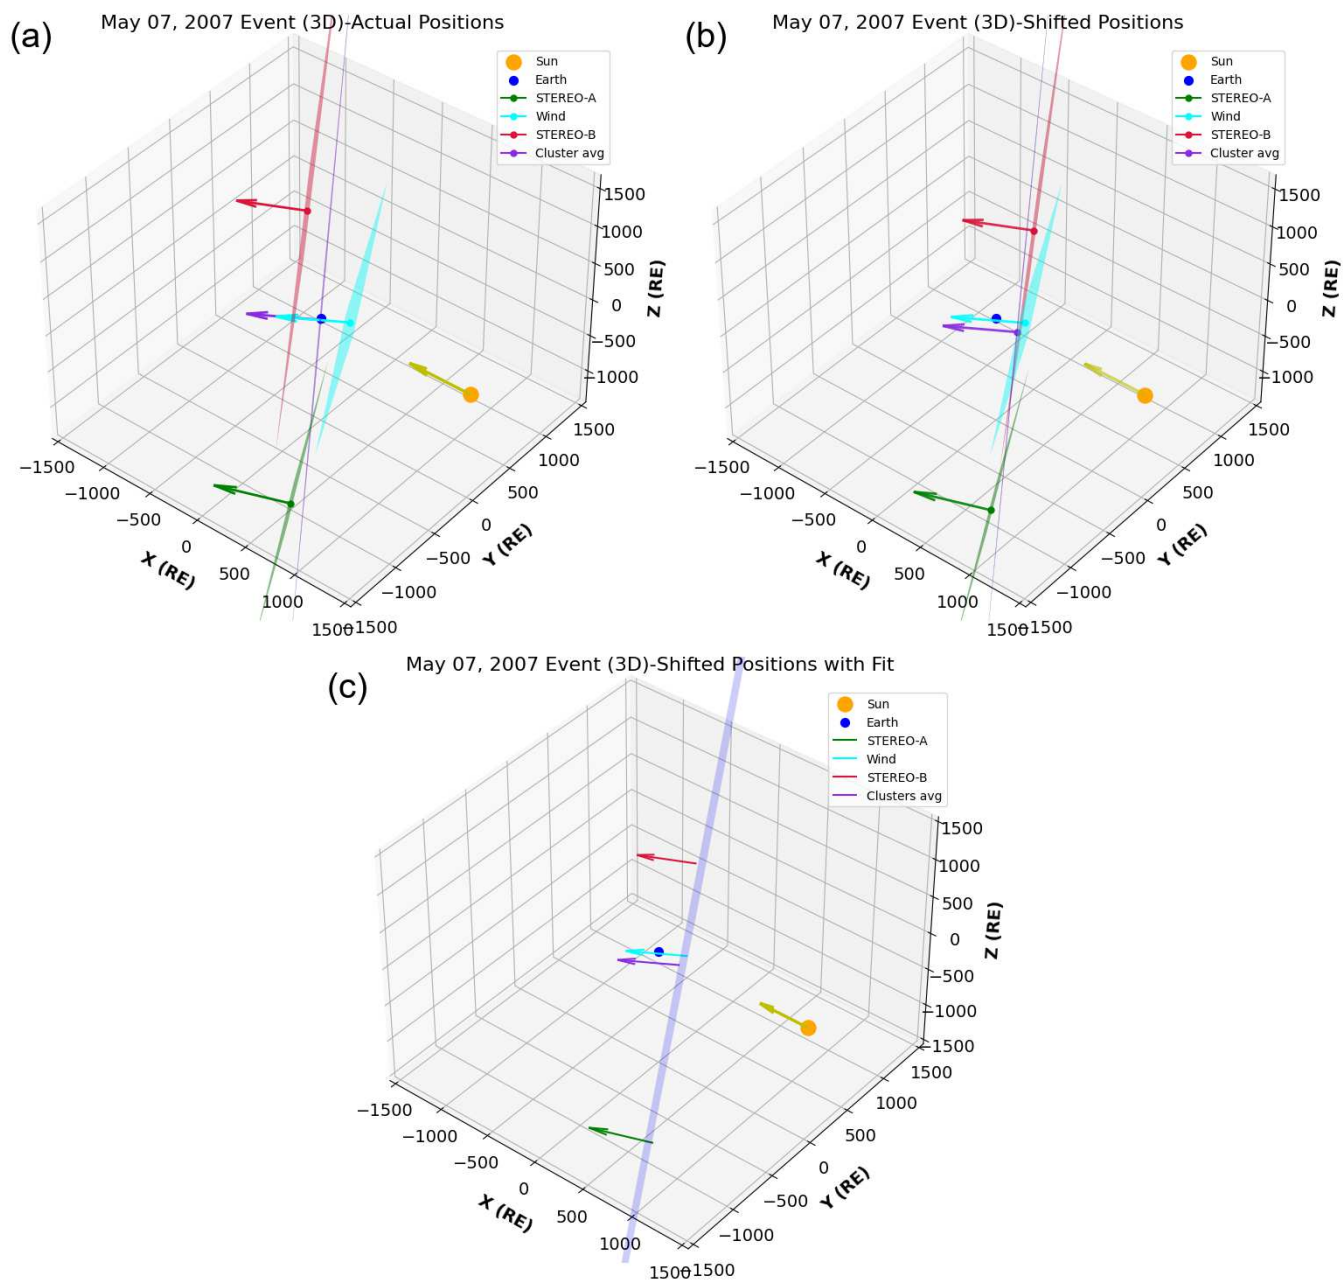 (a)
May 07, 2007 Event (3D)-Actual Positions
Sun
Earth
STEREO-A
Wind
STEREO-B
Cluster avg
1500
1000
500
0
−500
−1000
Z (RE)
−1500
−1000
−500
0
500
1000
1500
X (RE)
−1500
−1000
−500
0
500
1000
1500
Y (RE)
(b)
May 07, 2007 Event (3D)-Shifted Positions
Sun
Earth
STEREO-A
Wind
STEREO-B
Cluster avg
1500
1000
500
0
−500
−1000
Z (RE)
−1500
−1000
−500
0
500
1000
1500
X (RE)
−1500
−1000
−500
0
500
1000
1500
Y (RE)
(c)
May 07, 2007 Event (3D)-Shifted Positions with Fit
Sun
Earth
STEREO-A
Wind
STEREO-B
Clusters avg
1500
1000
500
0
−500
−1000
−1500
Z (RE)
−1500
−1000
−500
0
500
1000
1500
X (RE)
−1500
−1000
−500
0
500
1000
1500
Y (RE)